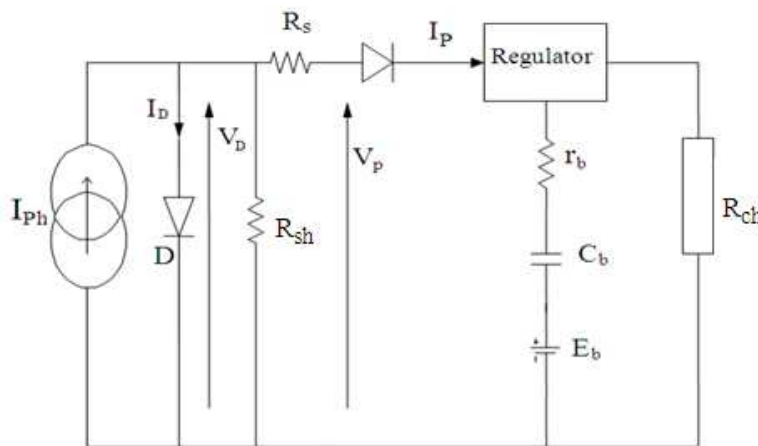 R_s
I_P
Regulator
I_D
V_D
V_p
r_b
I_Ph
R_sh
R_ch
D
C_b
E_b